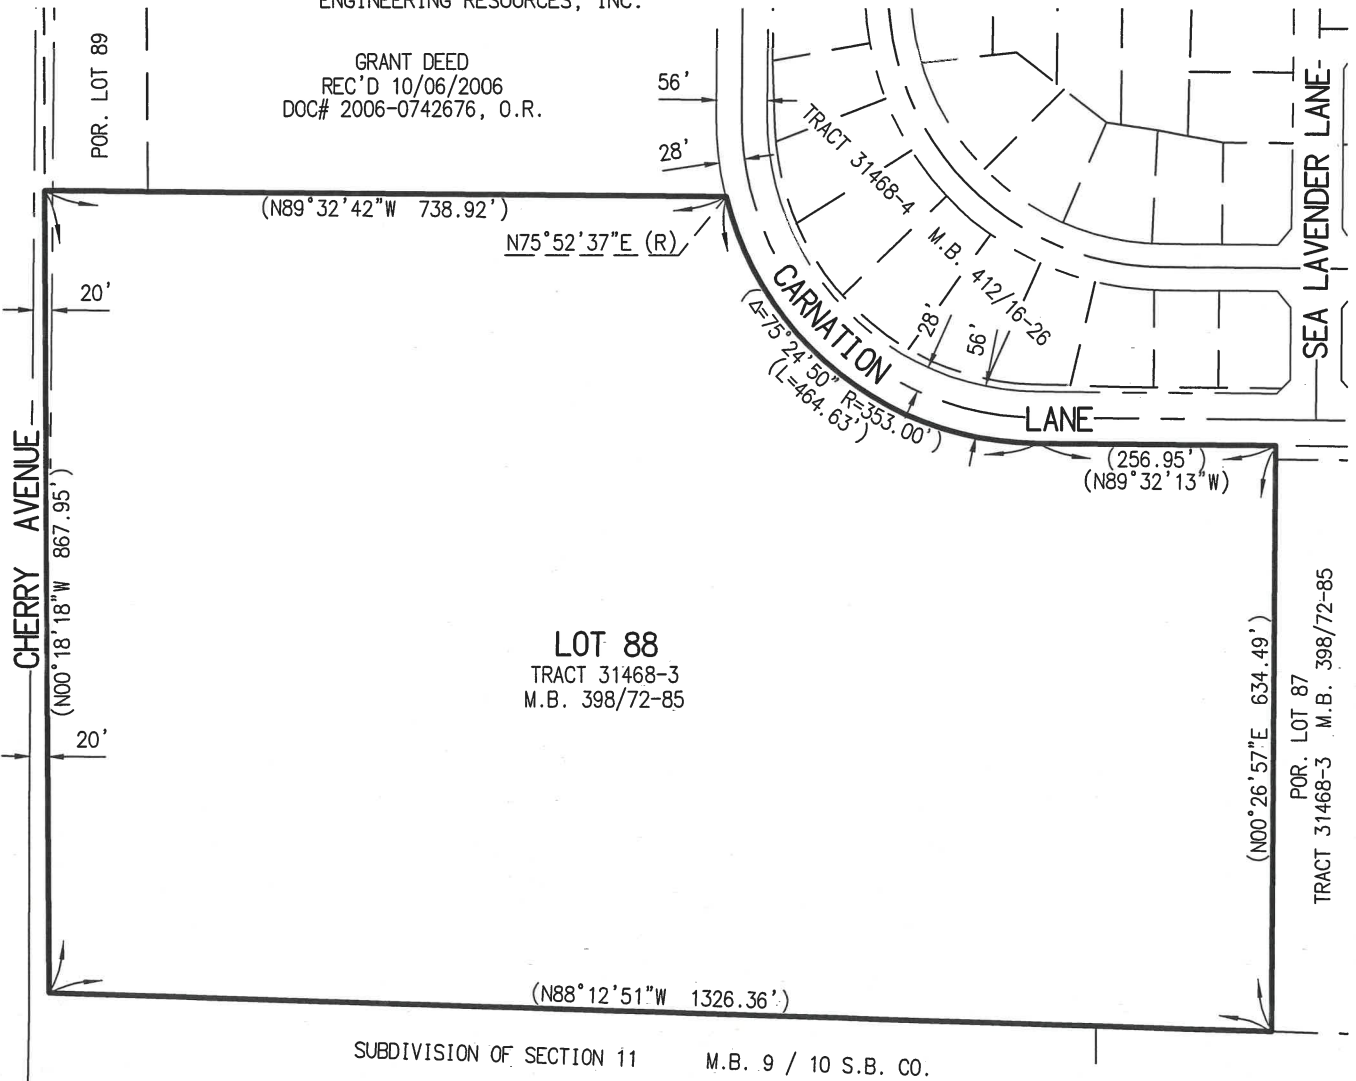 ENGINEERING RESOURCES, INC.
GRANT DEED
REC'D 10/06/2006
DOC# 2006-0742676, O.R.
POR. LOT 89
56'
28'
TRACT 31468-4 M.B. 412/16-26
SEA LAVENDER LANE
(N89°32'42"W 738.92')
N75°52'37"E (R)
20'
CARNATION LANE
(Δ=75°24'50" R=353.00')
(L=464.63')
28'
56'
(256.95')
(N89°32'13"W)
CHERRY AVENUE
(N00°18'18"W 867.95')
LOT 88
TRACT 31468-3
M.B. 398/72-85
(N00°26'57"E 634.49')
POR. LOT 87
TRACT 31468-3 M.B. 398/72-85
20'
(N88°12'51"W 1326.36')
SUBDIVISION OF SECTION 11 M.B. 9 / 10 S.B. CO.